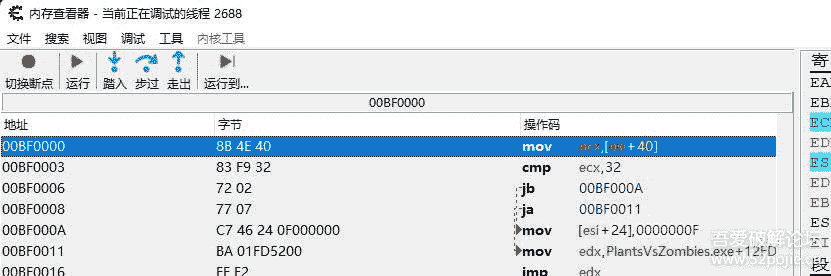 内存查看器 - 当前正在调试的线程 2688
文件 搜索 视图 调试 工具 内核工具
切换断点 运行 踏入 步过 走出 运行到...
00BF0000
寄
地址 字节 操作码
EA
00BF0000 8B 4E 40 mov ecx,[esi+40]
EB
EC
00BF0003 83 F9 32 cmp ecx,32
ED
00BF0006 72 02 jb 00BF000A
ES
00BF0008 77 07 ja 00BF0011
ED
EB
00BF000A C7 46 24 0F000000 mov [esi+24],0000000F
ES
00BF0011 BA 01FD5200 mov edx,PlantsVsZombies.exe+12FD
EI
00BF0016 FF E2 jmp edx
段
吾爱破解论坛
www.52pojie.cn